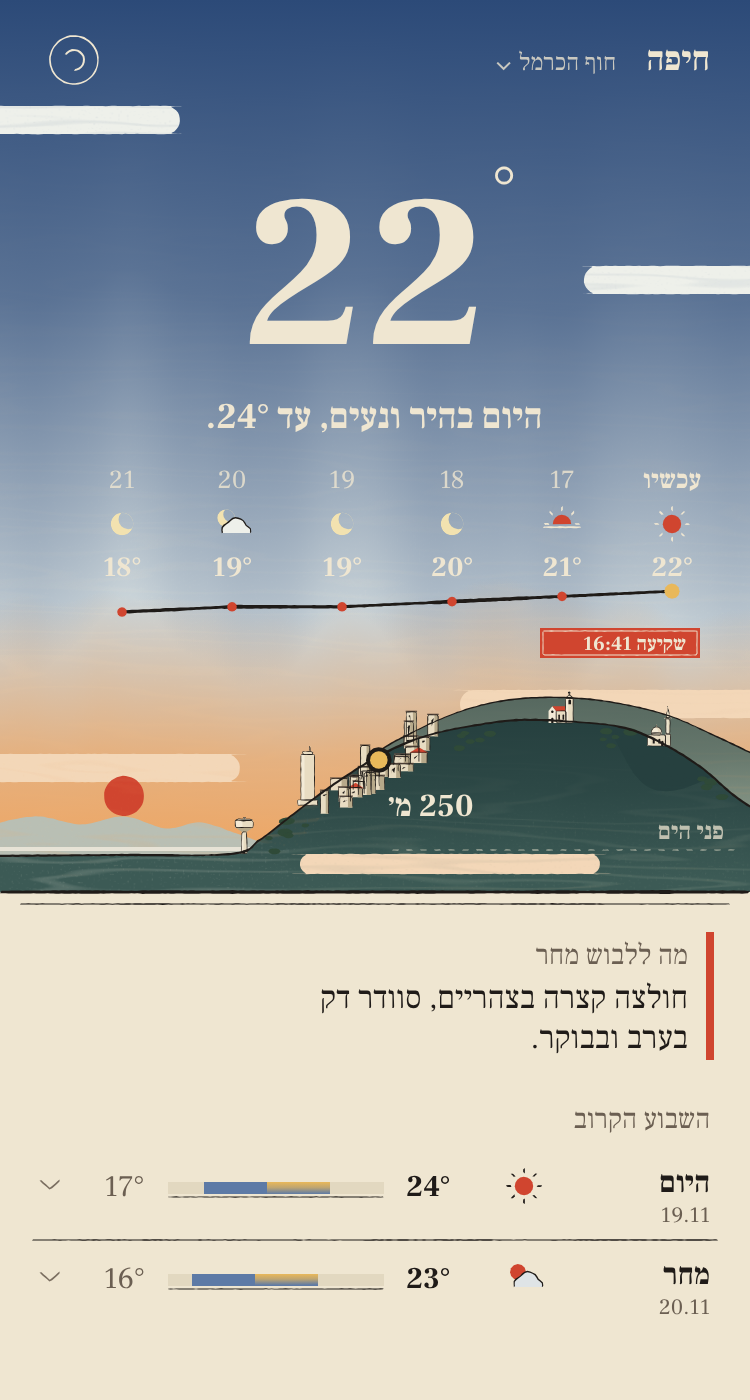 חיפה
חוף הכרמל
22°
היום בהיר ונעים, עד 24°.
עכשיו 17 18 19 20 21
22° 21° 20° 19° 19° 18°
שקיעה 16:41
250 מ׳
פני הים
מה ללבוש מחר
חולצה קצרה בצהריים, סוודר דק
בערב ובבוקר.
השבוע הקרוב
היום 24° 17°
19.11
מחר 23° 16°
20.11